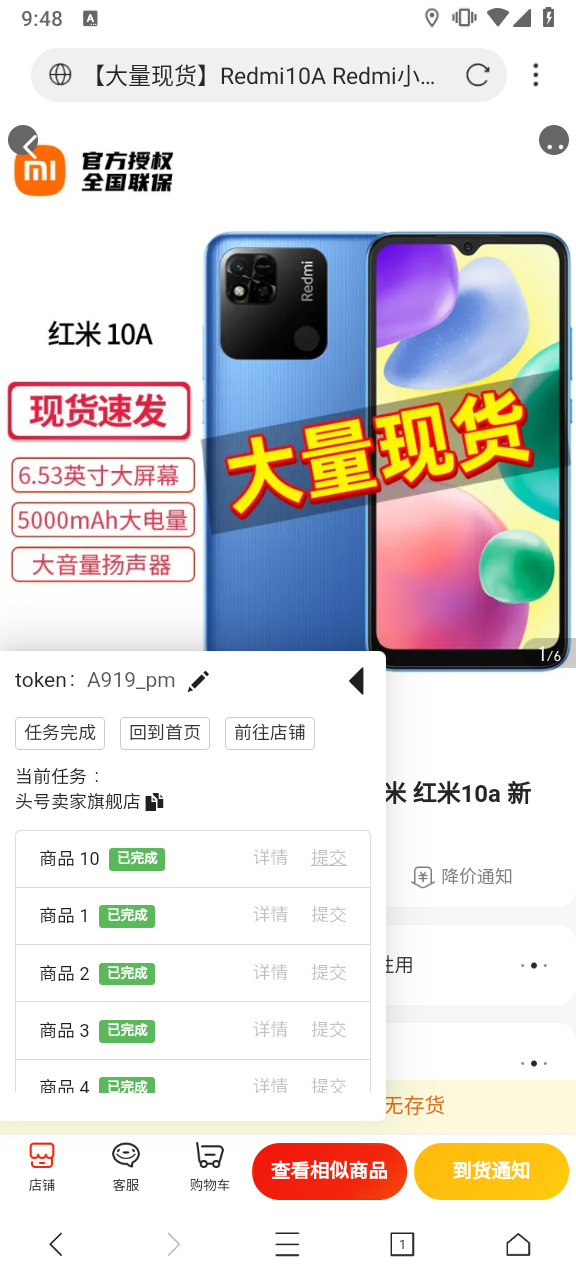 9:48
A
【大量现货】Redmi10A Redmi小...
mi
官方授权
全国联保
Redmi
红米 10A
现货速发
大量现货
6.53英寸大屏幕
5000mAh大电量
大音量扬声器
1/6
token： A919_pm
任务完成 回到首页 前往店铺
当前任务：
头号卖家旗舰店
米 红米10a 新
商品 10 已完成 详情 提交
降价通知
商品 1 已完成 详情 提交
商品 2 已完成 详情 提交
性用
商品 3 已完成 详情 提交
商品 4 已完成 详情 提交
无存货
店铺 客服 购物车 查看相似商品 到货通知
1